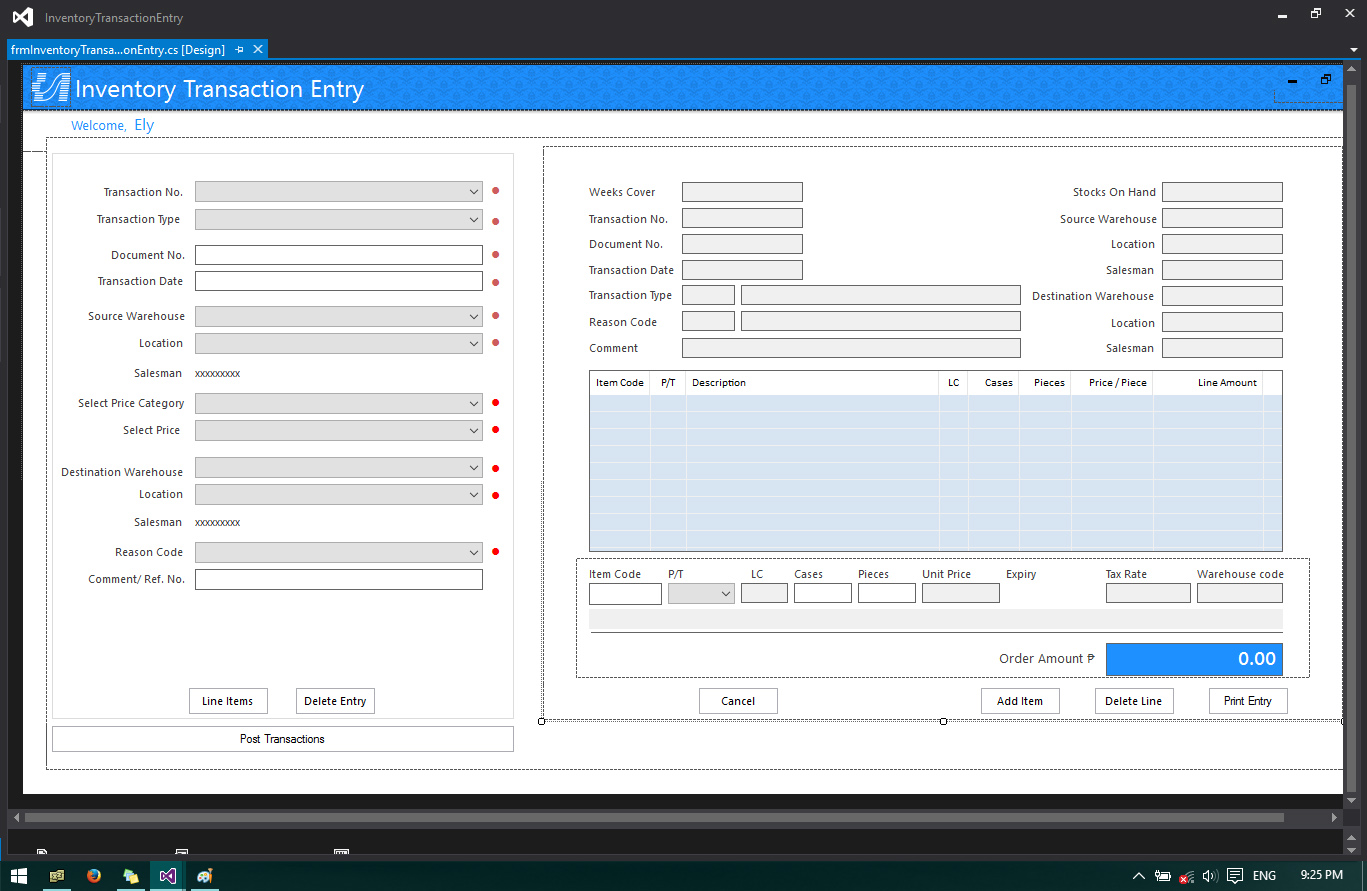 InventoryTransactionEntry
frmInventoryTransa...onEntry.cs [Design]
Inventory Transaction Entry
Welcome, Ely
Transaction No.
Transaction Type
Document No.
Transaction Date
Source Warehouse
Location
Salesman xxxxxxxxx
Select Price Category
Select Price
Destination Warehouse
Location
Salesman xxxxxxxxx
Reason Code
Comment/ Ref. No.
Line Items Delete Entry
Post Transactions
Weeks Cover Stocks On Hand
Transaction No. Source Warehouse
Document No. Location
Transaction Date Salesman
Transaction Type Destination Warehouse
Reason Code Location
Comment Salesman
Item Code P/T Description LC Cases Pieces Price / Piece Line Amount
Item Code P/T LC Cases Pieces Unit Price Expiry Tax Rate Warehouse code
Order Amount ₱ 0.00
Cancel Add Item Delete Line Print Entry
ENG 9:25 PM